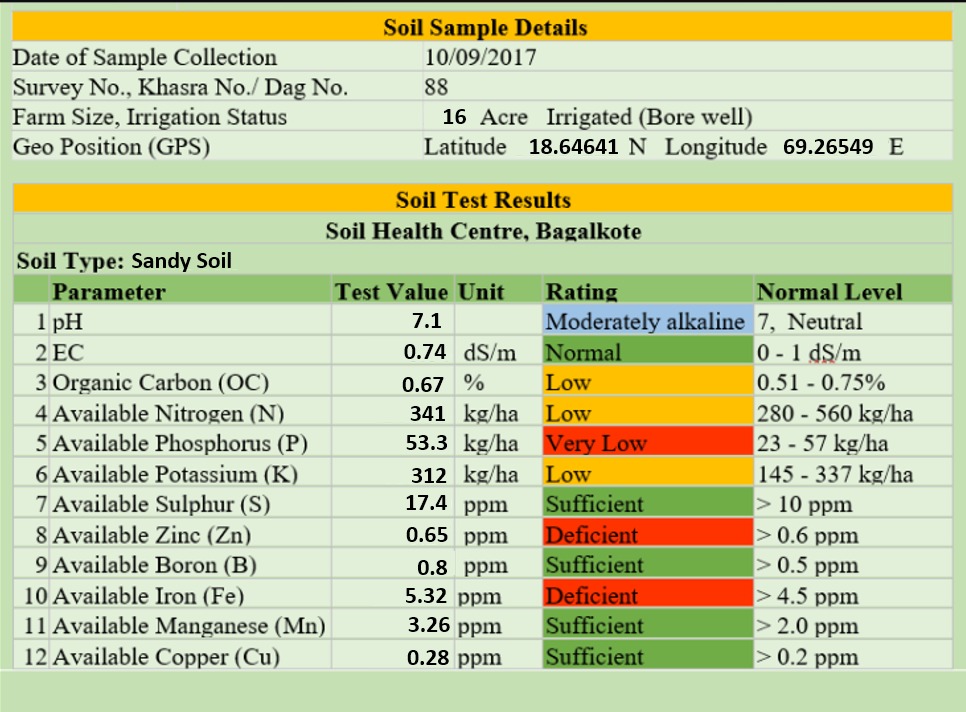 Soil Sample Details
Date of Sample Collection 10/09/2017
Survey No., Khasra No./ Dag No. 88
Farm Size, Irrigation Status 16 Acre Irrigated (Bore well)
Geo Position (GPS) Latitude 18.64641 N Longitude 69.26549 E
Soil Test Results
Soil Health Centre, Bagalkote
Soil Type: Sandy Soil
Parameter Test Value Unit Rating Normal Level
1 pH 7.1 Moderately alkaline 7, Neutral
2 EC 0.74 dS/m Normal 0 - 1 dS/m
3 Organic Carbon (OC) 0.67 % Low 0.51 - 0.75%
4 Available Nitrogen (N) 341 kg/ha Low 280 - 560 kg/ha
5 Available Phosphorus (P) 53.3 kg/ha Very Low 23 - 57 kg/ha
6 Available Potassium (K) 312 kg/ha Low 145 - 337 kg/ha
7 Available Sulphur (S) 17.4 ppm Sufficient > 10 ppm
8 Available Zinc (Zn) 0.65 ppm Deficient > 0.6 ppm
9 Available Boron (B) 0.8 ppm Sufficient > 0.5 ppm
10 Available Iron (Fe) 5.32 ppm Deficient > 4.5 ppm
11 Available Manganese (Mn) 3.26 ppm Sufficient > 2.0 ppm
12 Available Copper (Cu) 0.28 ppm Sufficient > 0.2 ppm